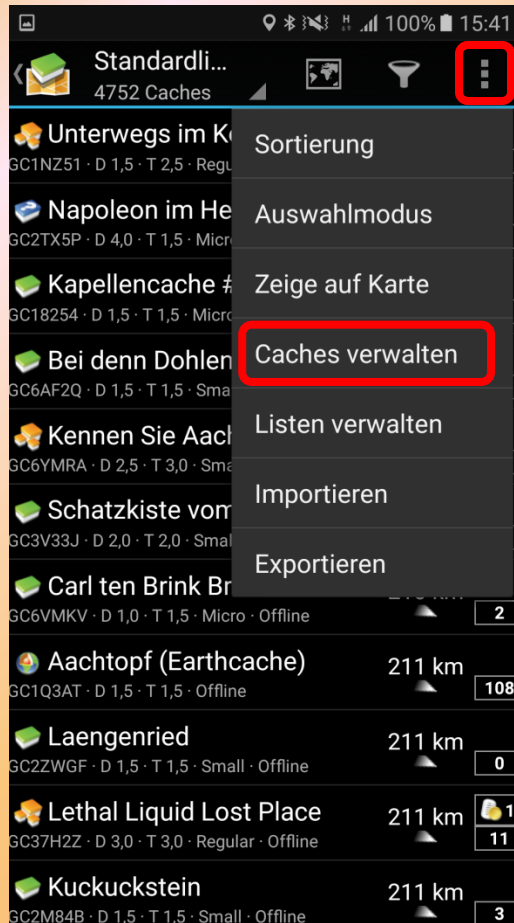 100% 15:41
Standardli...
4752 Caches
Unterwegs im K
GC1NZ51 · D 1,5 · T 2,5 · Regu
Napoleon im He
GC2TX5P · D 4,0 · T 1,5 · Micr
Kapellencache #
GC18254 · D 1,5 · T 1,5 · Micro
Bei denn Dohlen
GC6AF2Q · D 1,5 · T 1,5 · Sma
Kennen Sie Aach
GC6YMRA · D 2,5 · T 3,0 · Sma
Schatzkiste vom
GC3V33J · D 2,0 · T 2,0 · Smal
Carl ten Brink Br
GC6VMKV · D 1,0 · T 1,5 · Micro · Offline
2
Sortierung
Auswahlmodus
Zeige auf Karte
Caches verwalten
Listen verwalten
Importieren
Exportieren
Aachtopf (Earthcache) 211 km
GC1Q3AT · D 1,5 · T 1,5 · Offline 108
Laengenried 211 km
GC2ZWGF · D 1,5 · T 1,5 · Small · Offline 0
Lethal Liquid Lost Place 211 km 1
GC37H2Z · D 3,0 · T 3,0 · Regular · Offline 11
Kuckuckstein 211 km
GC2M84B · D 1,5 · T 1,5 · Small · Offline 3